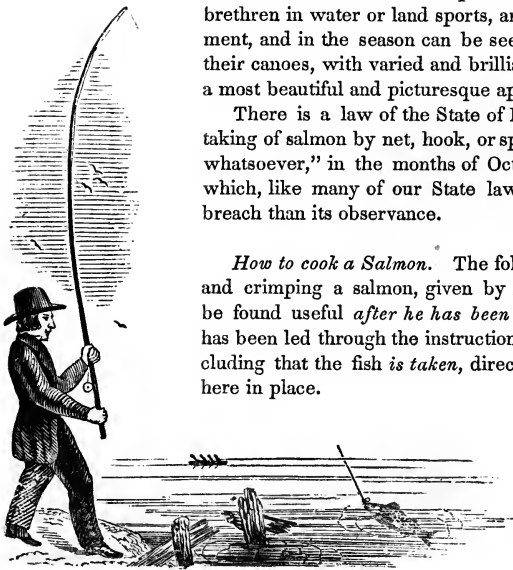 brethren in water or land sports, an
ment, and in the season can be see
their canoes, with varied and brillia
a most beautiful and picturesque ap
There is a law of the State of
taking of salmon by net, hook, or sp
whatsoever,” in the months of Oct
which, like many of our State law
breach than its observance.
How to cook a Salmon. The fol
and crimping a salmon, given by
be found useful after he has been
has been led through the instruction
cluding that the fish is taken, direc
here in place.